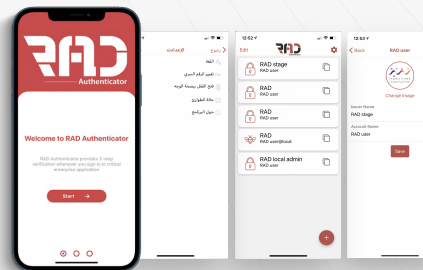 RAD
Authenticator
Welcome to RAD Authenticator
RAD Authenticator provides 2-step
verification whenever you sign in to critical
enterprise application
Start →
رجوع
الإعدادات
اللغة
تغيير الرقم السري
فتح القفل ببصمة الوجه
حالة الطوارئ
حول البرنامج
12:52
Edit
RAD
RAD stage
RAD user
RAD
RAD user
RAD
RAD user
RAD
RAD user@local
RAD local admin
RAD user
12:53
Back
RAD user
Change image
Issuer Name
RAD stage
Account Name
RAD user
Save